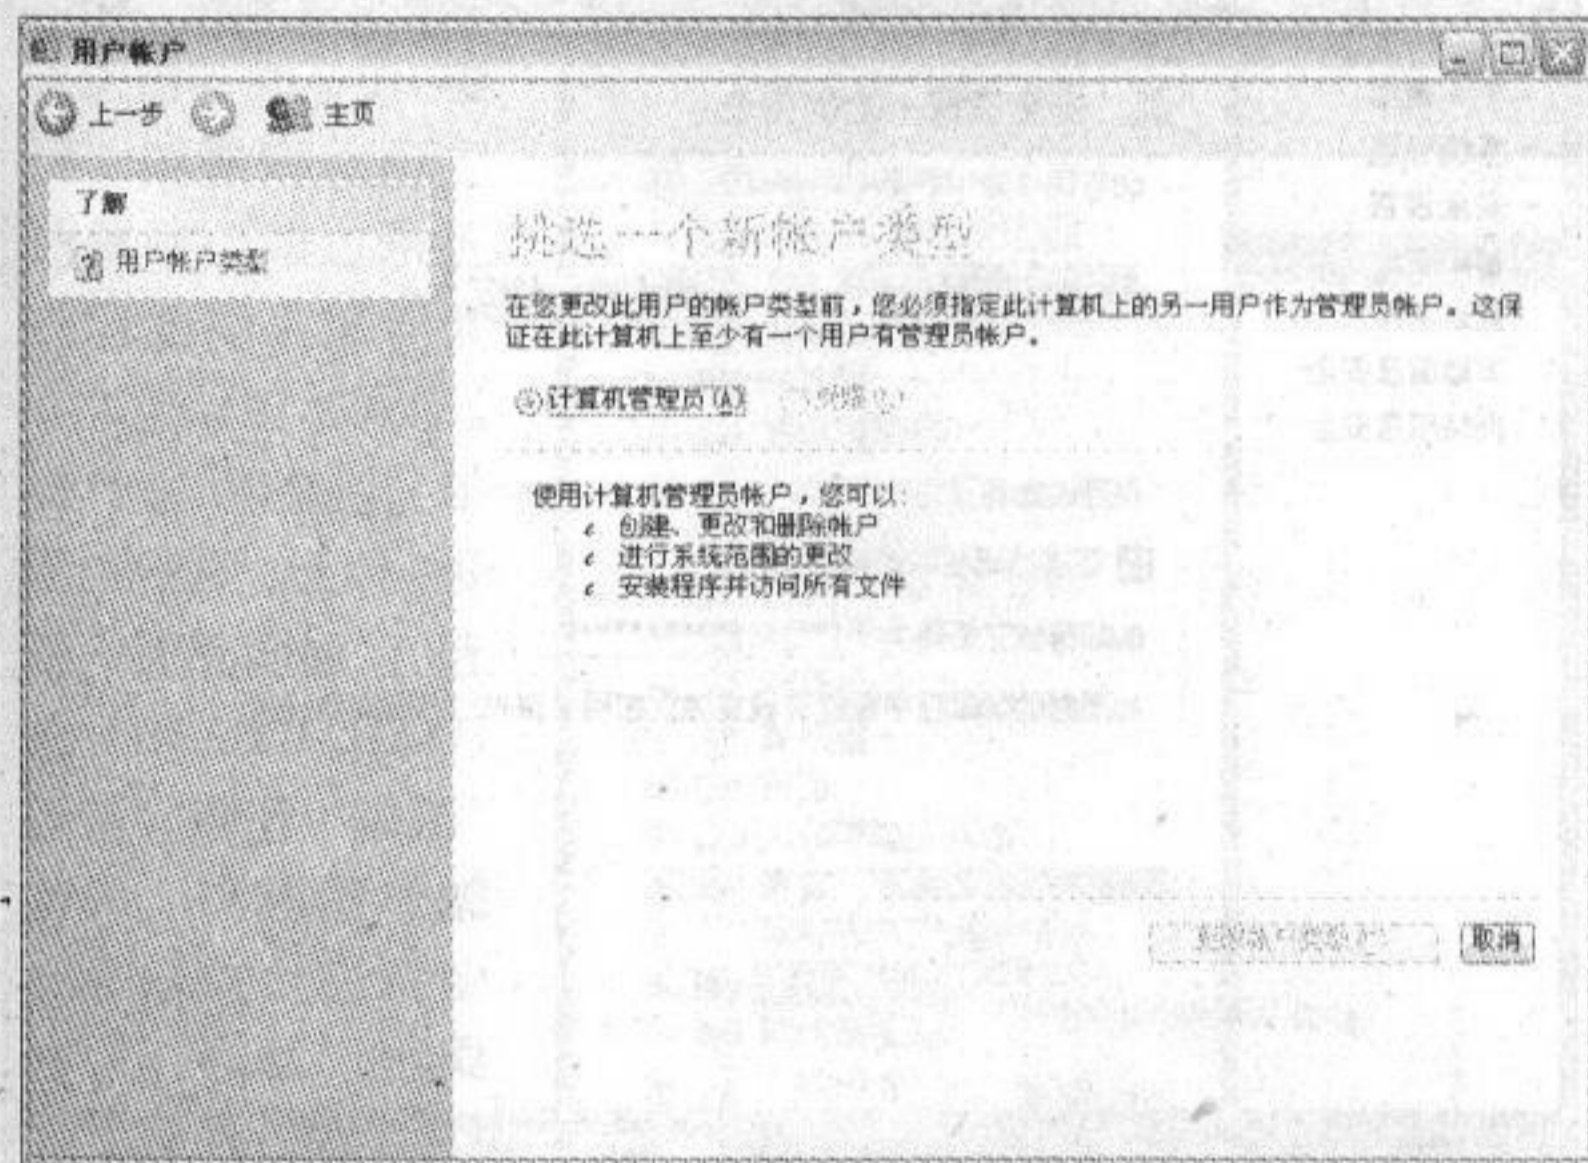 用户帐户
上一步 主页
了解
用户帐户类型
挑选一个新帐户类型
在您更改此用户的帐户类型前，您必须指定此计算机上的另一用户作为管理员帐户。这保
证在此计算机上至少有一个用户有管理员帐户。
计算机管理员(A)
使用计算机管理员帐户，您可以:
创建、更改和删除帐户
进行系统范围的更改
安装程序并访问所有文件
取消